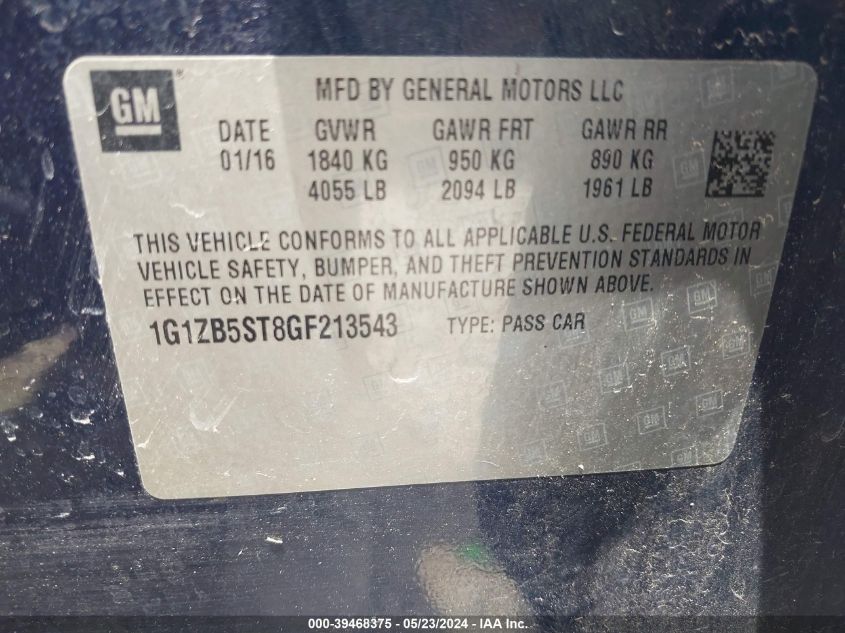 GM
MFD BY GENERAL MOTORS LLC
DATE GVWR GAWR FRT GAWR RR
01/16 1840 KG 950 KG 890 KG
4055 LB 2094 LB 1961 LB
THIS VEHICLE CONFORMS TO ALL APPLICABLE U.S. FEDERAL MOTOR
VEHICLE SAFETY, BUMPER, AND THEFT PREVENTION STANDARDS IN
EFFECT ON THE DATE OF MANUFACTURE SHOWN ABOVE.
1G1ZB5ST8GF213543 TYPE: PASS CAR
000-39468375 - 05/23/2024 - IAA Inc.